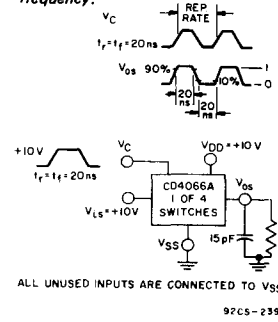 frequency.
REP
RATE
VC
tr=tf=20ns
Vos 90%
1
10%
0
20
ns
20
ns
+10V
tr=tf=20ns
VC
VDD=+10V
Vis=+10V
CD4066A
1 OF 4
SWITCHES
Vos
15pF
VSS
ALL UNUSED INPUTS ARE CONNECTED TO VSS
92CS-239